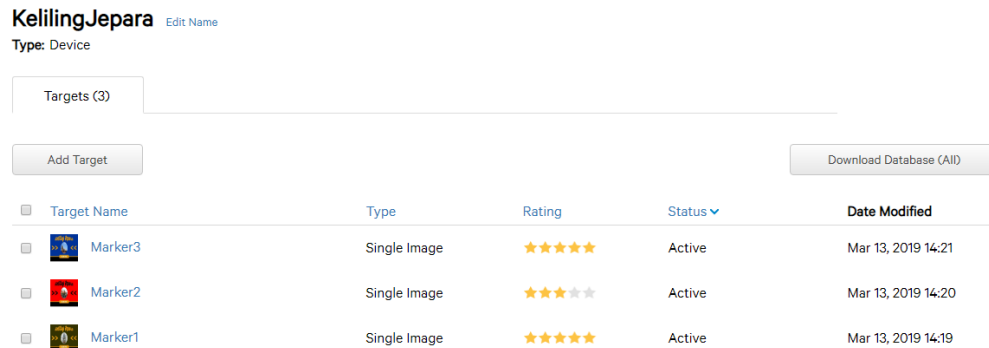 KelilingJepara Edit Name
Type: Device
Targets (3)
Add Target Download Database (All)
Target Name Type Rating Status Date Modified
Marker3 Single Image Active Mar 13, 2019 14:21
Marker2 Single Image Active Mar 13, 2019 14:20
Marker1 Single Image Active Mar 13, 2019 14:19